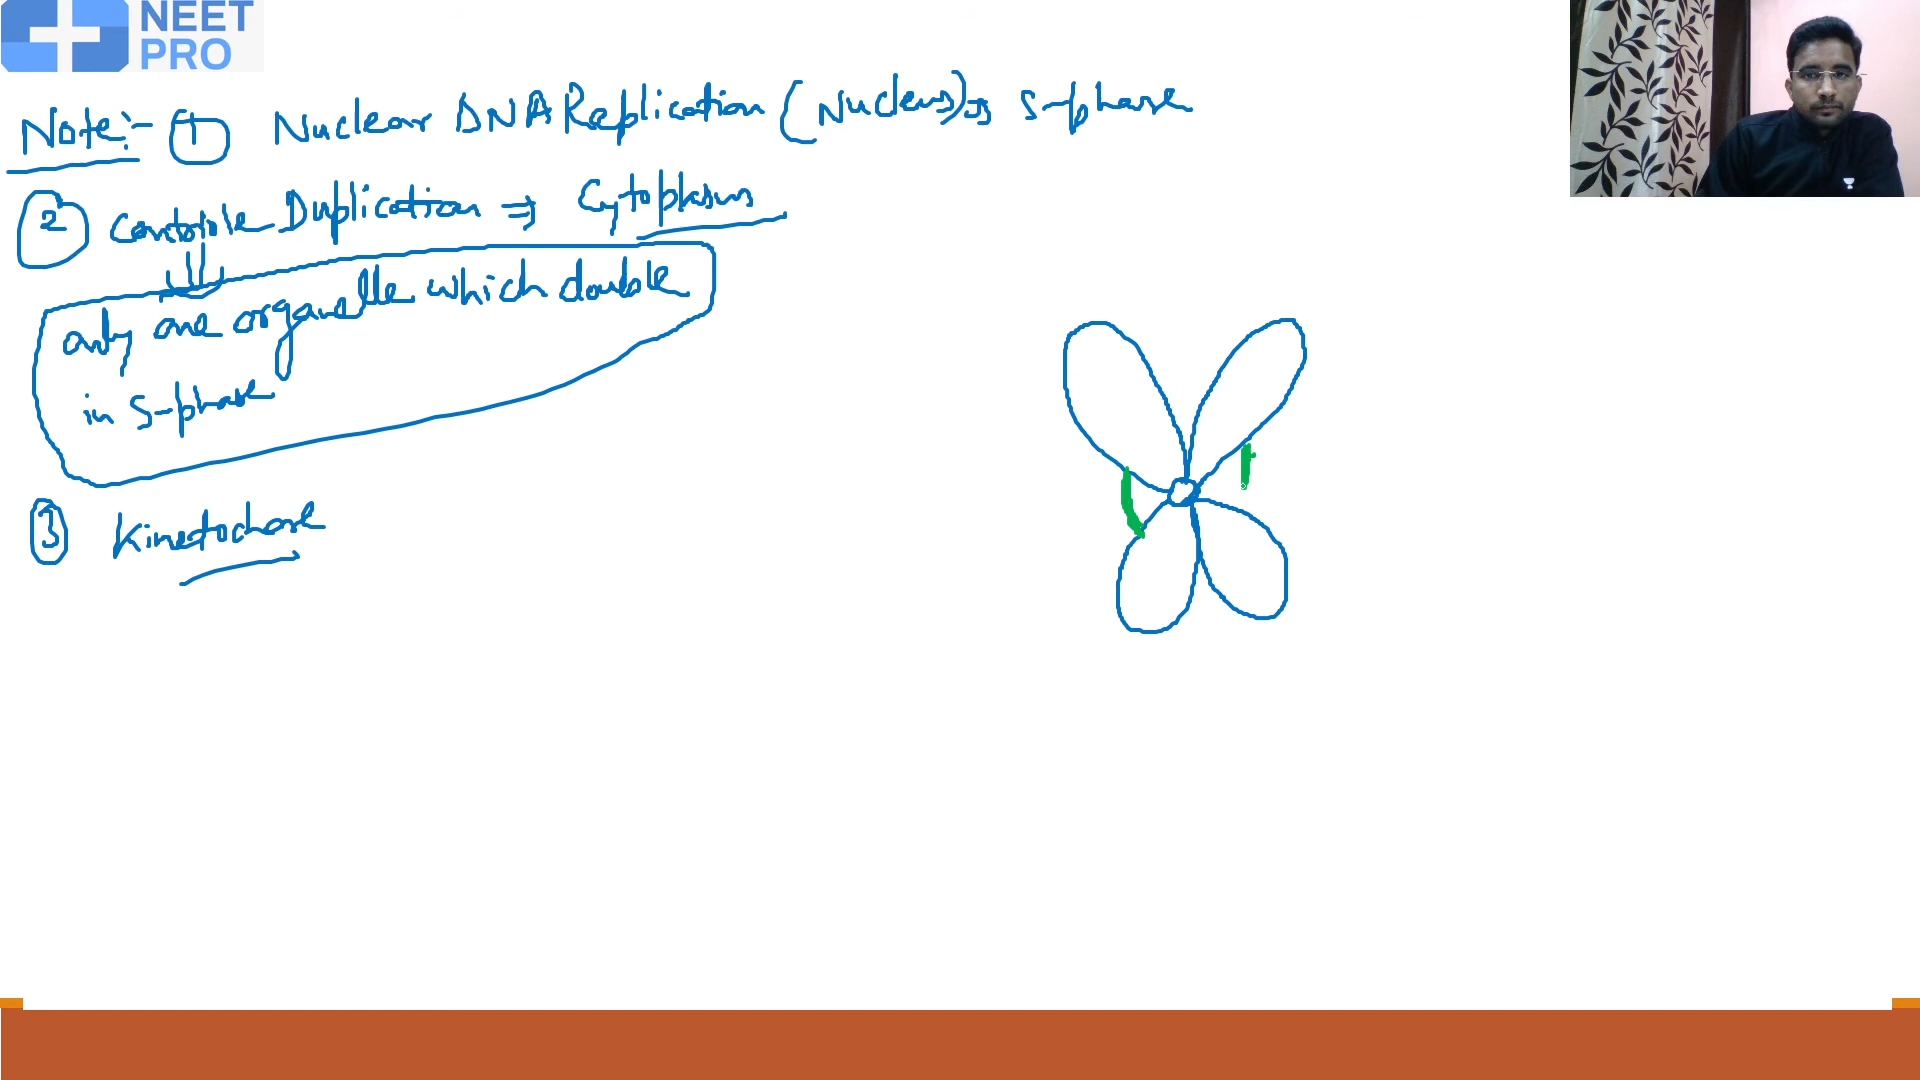 NEET
PRO
Note:- ① Nuclear DNA Replication (Nucleus) → S-phase
② Centriole Duplication ⇒ Cytoplasm
only one organelle which double
in S-phase
③ Kinetochore